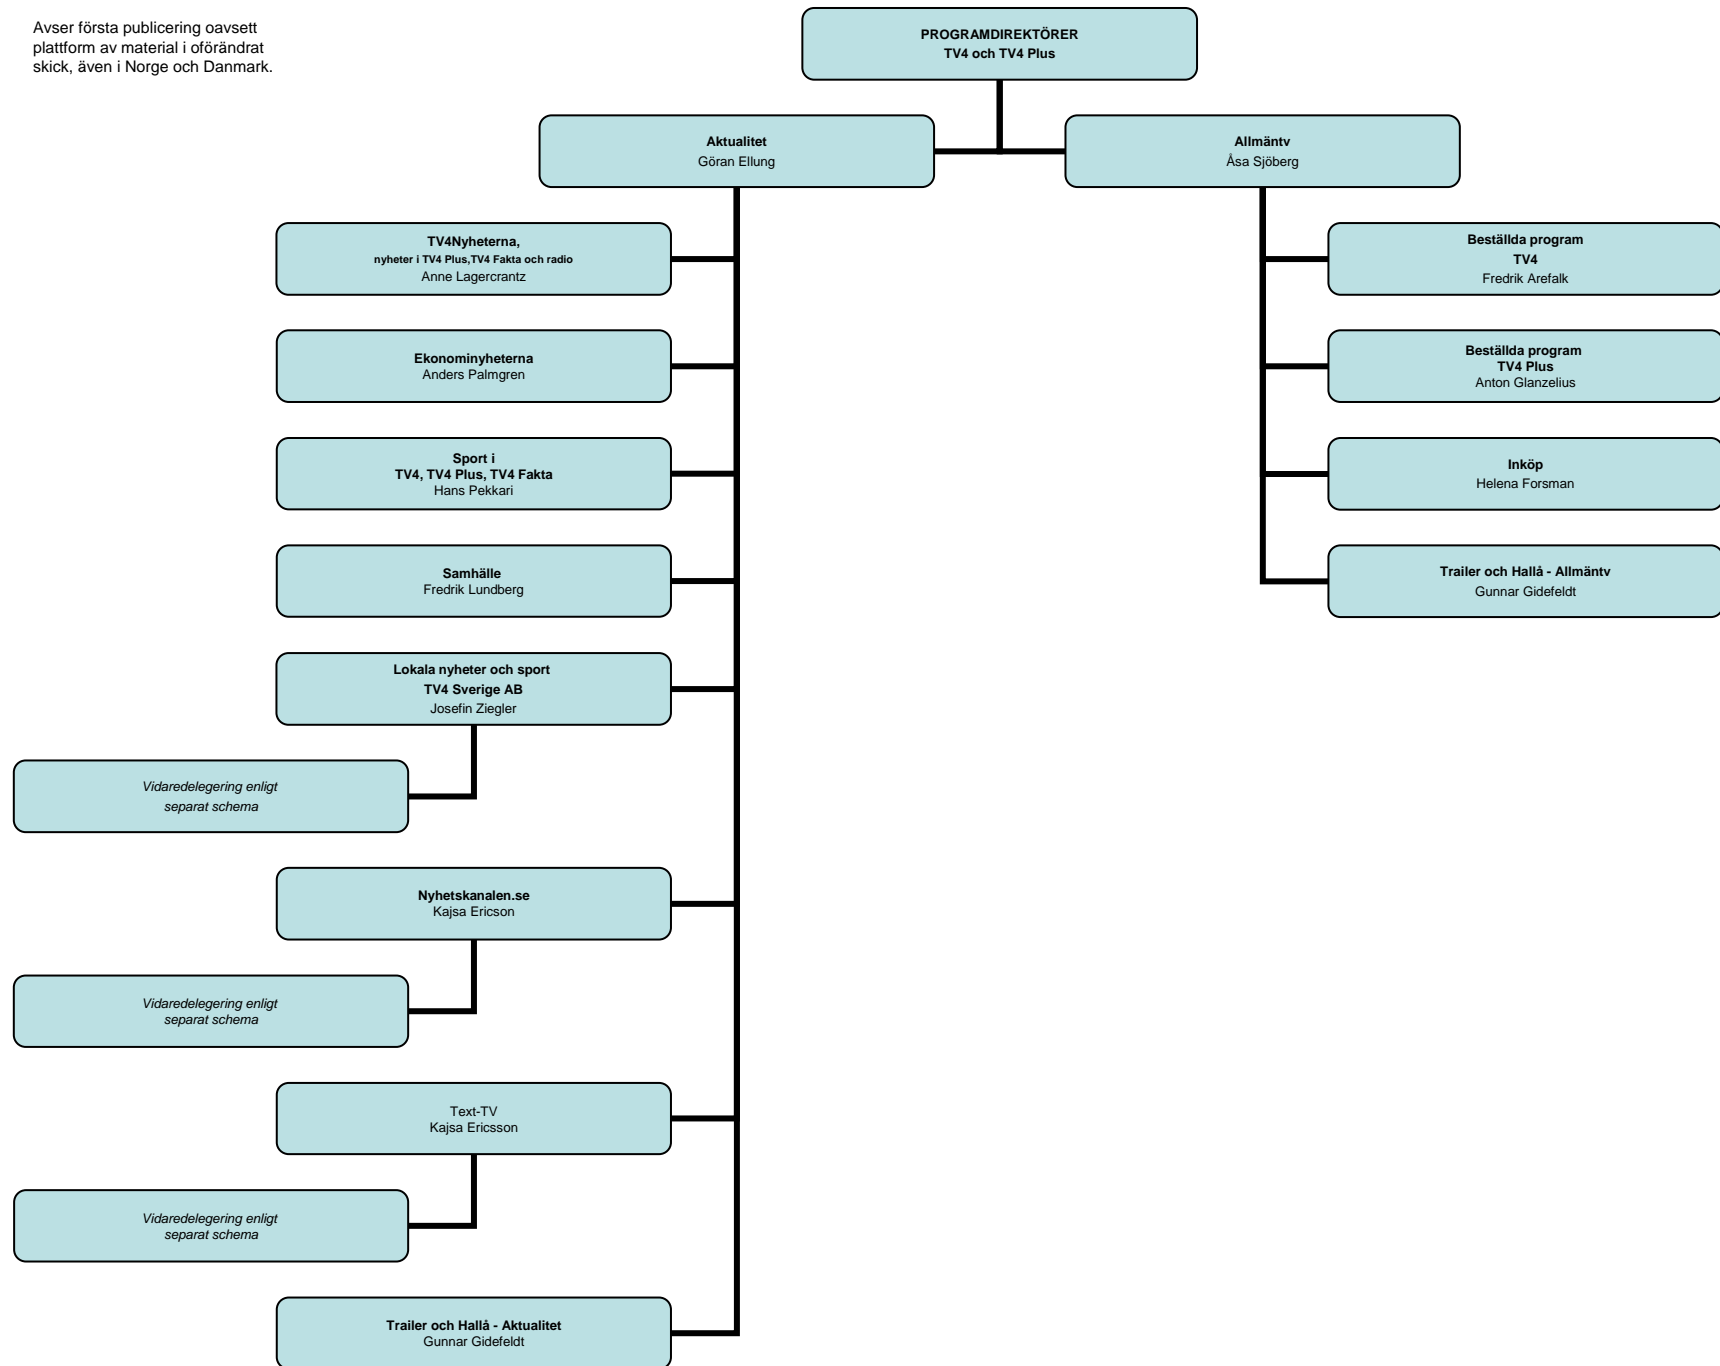 Avser första publicering oavsett
plattform av material i oförändrat
skick, även i Norge och Danmark.
PROGRAMDIREKTÖRER
TV4 och TV4 Plus
Aktualitet
Göran Ellung
Allmäntv
Åsa Sjöberg
TV4Nyheterna,
nyheter i TV4 Plus,TV4 Fakta och radio
Anne Lagercrantz
Ekonominyheterna
Anders Palmgren
Sport i
TV4, TV4 Plus, TV4 Fakta
Hans Pekkari
Samhälle
Fredrik Lundberg
Lokala nyheter och sport
TV4 Sverige AB
Josefin Ziegler
Vidaredelegering enligt
separat schema
Nyhetskanalen.se
Kajsa Ericson
Vidaredelegering enligt
separat schema
Text-TV
Kajsa Ericsson
Vidaredelegering enligt
separat schema
Trailer och Hallå - Aktualitet
Gunnar Gidefeldt
Beställda program
TV4
Fredrik Arefalk
Beställda program
TV4 Plus
Anton Glanzelius
Inköp
Helena Forsman
Trailer och Hallå - Allmäntv
Gunnar Gidefeldt